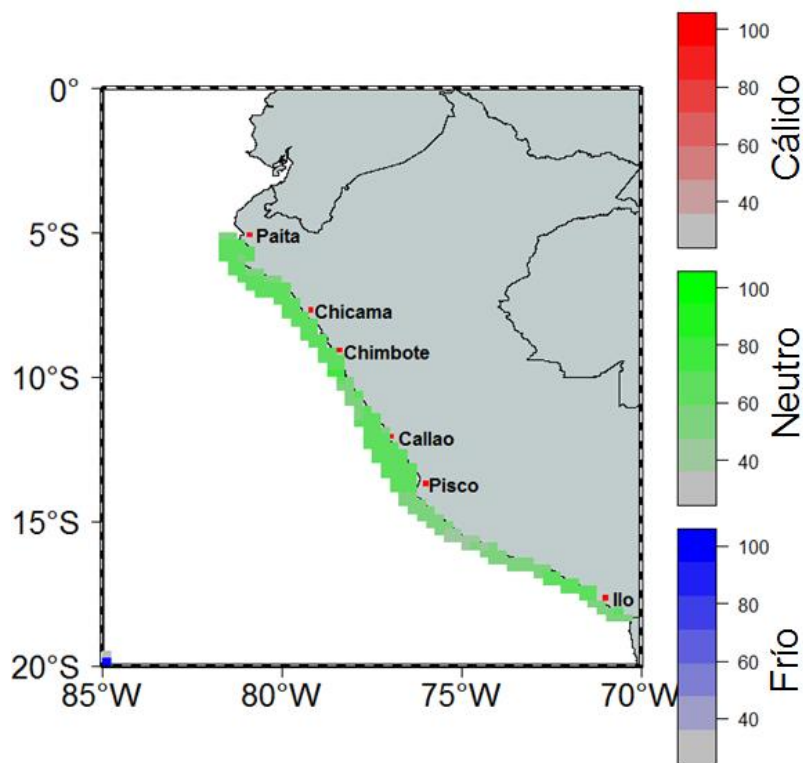 0°
5°S
10°S
15°S
20°S
85°W
80°W
75°W
70°W
Paita
Chicama
Chimbote
Callao
Pisco
Ilo
100
80
60
40
Cálido
100
80
60
40
Neutro
100
80
60
40
Frío